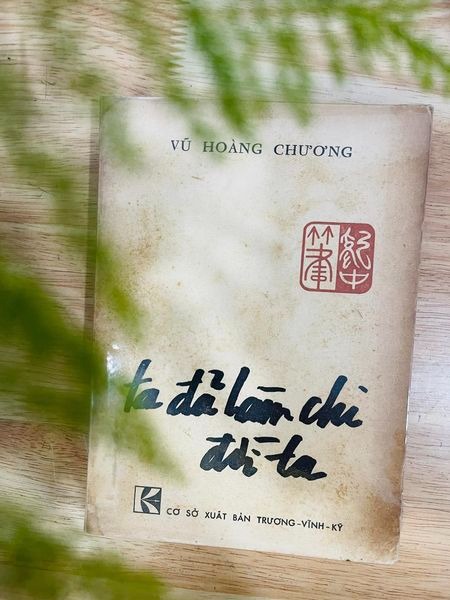 VŨ HOÀNG CHƯƠNG
ta đã làm chi
đời ta
CƠ SỞ XUẤT BẢN TRƯƠNG-VĨNH-KÝ